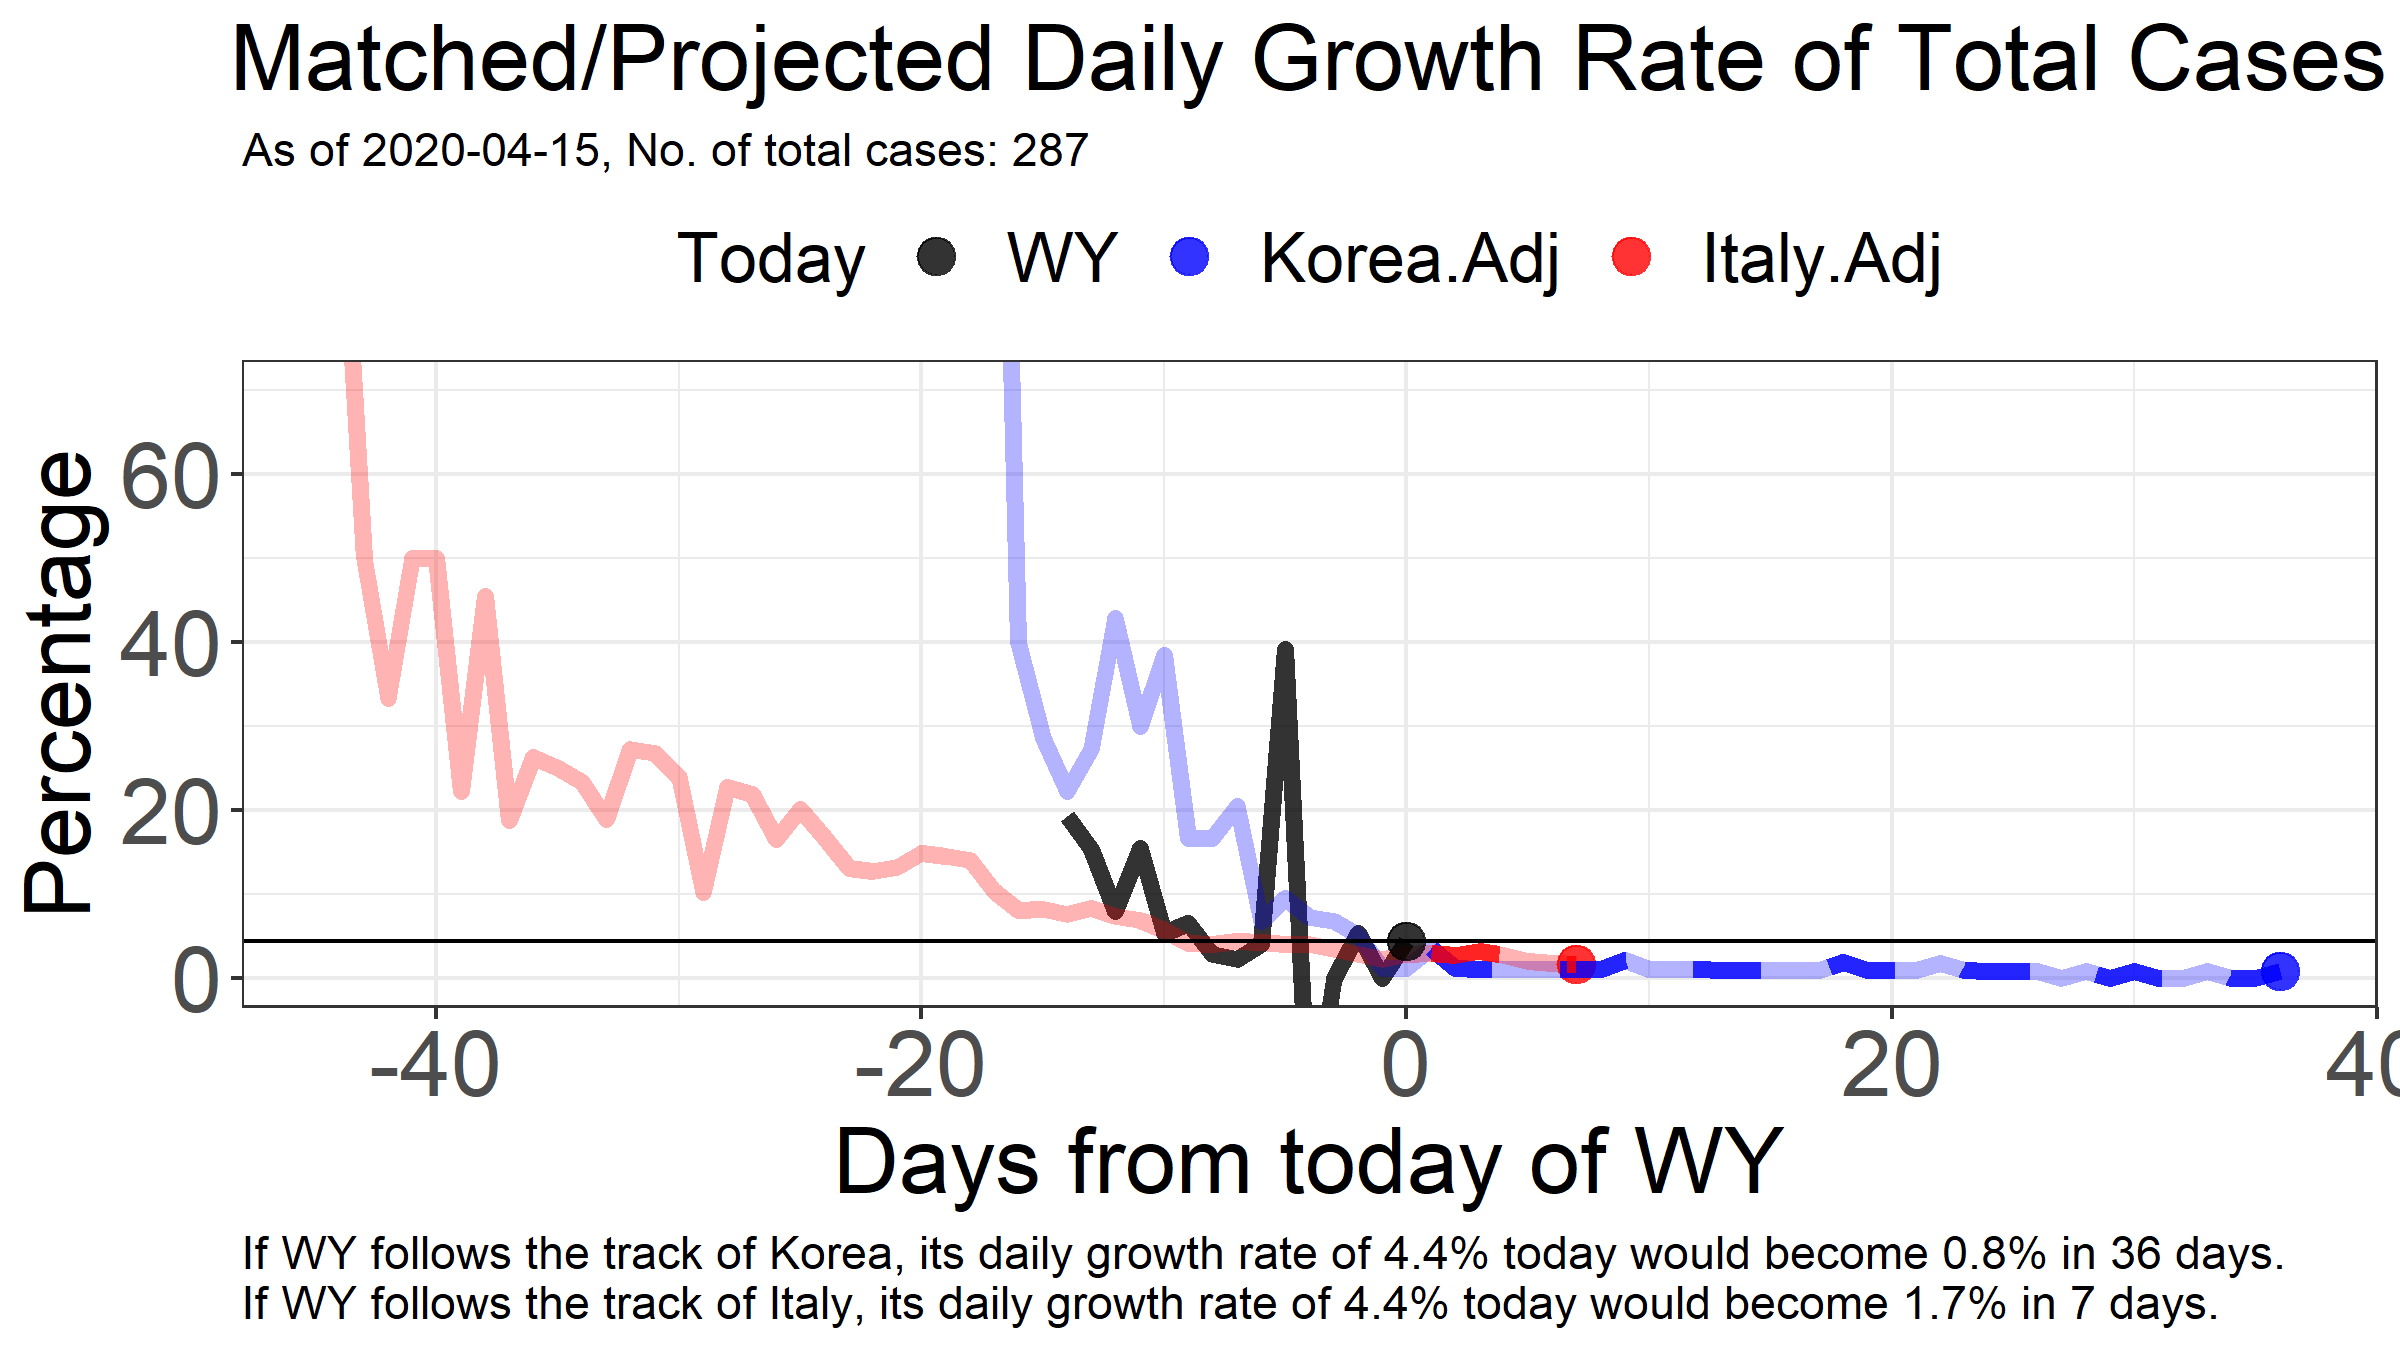 Matched/Projected Daily Growth Rate of Total Cases
As of 2020-04-15, No. of total cases: 287
Today WY Korea.Adj Italy.Adj
Percentage
60
40
20
0
-40 -20 0 20 40
Days from today of WY
If WY follows the track of Korea, its daily growth rate of 4.4% today would become 0.8% in 36 days.
If WY follows the track of Italy, its daily growth rate of 4.4% today would become 1.7% in 7 days.